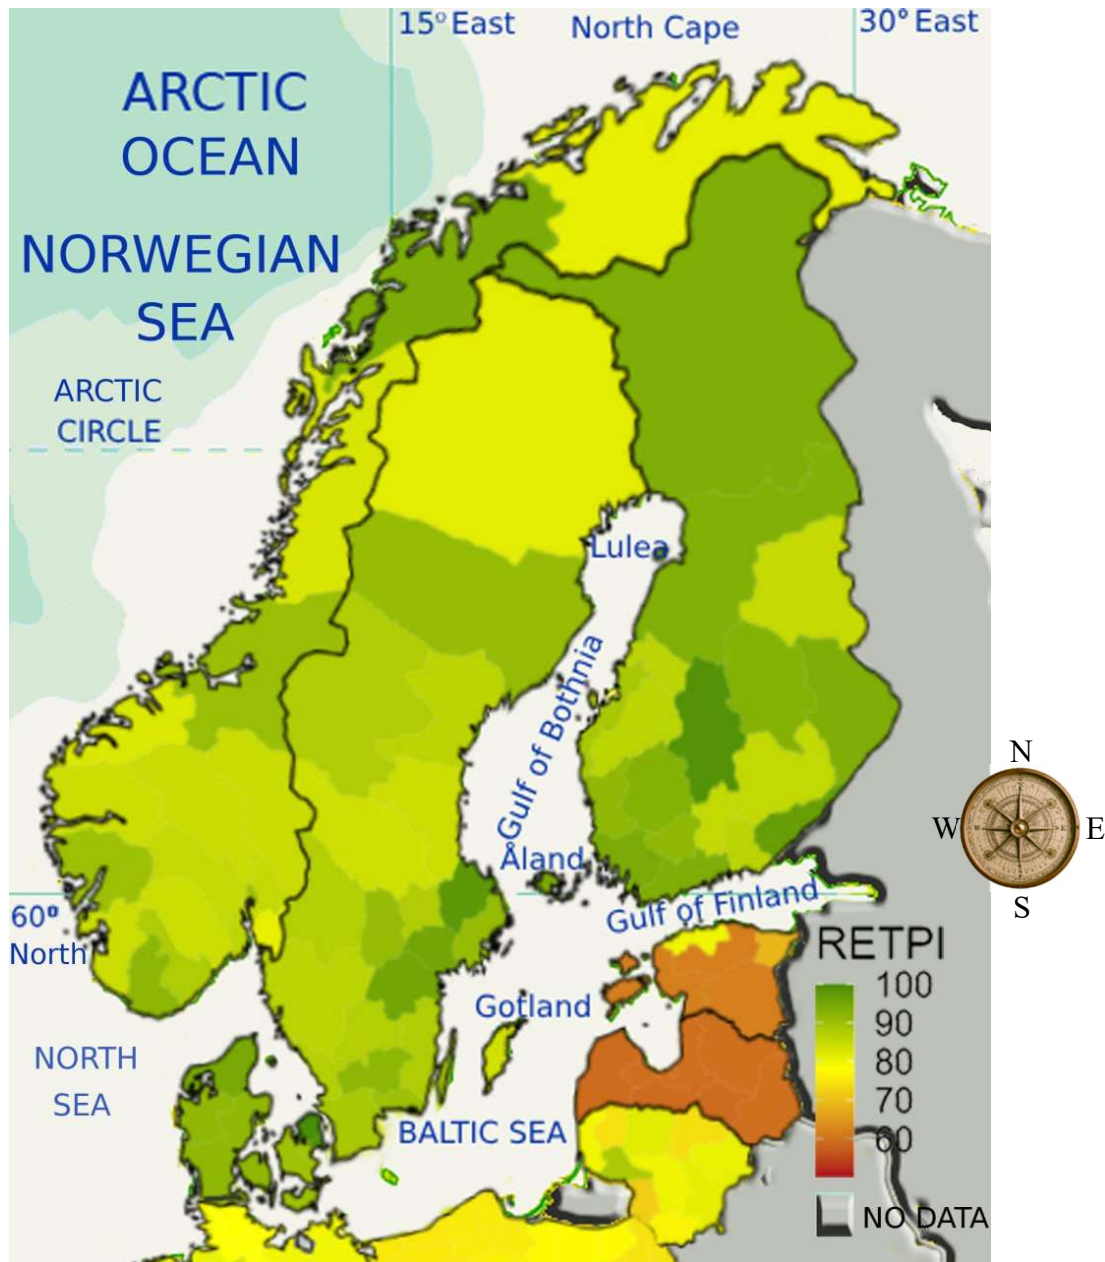 15° East
North Cape
30° East
ARCTIC
OCEAN
NORWEGIAN
SEA
ARCTIC
CIRCLE
Lulea
Gulf of Bothnia
N
W
E
S
Åland
60°
North
Gulf of Finland
RETPI
100
90
80
70
60
Gotland
NORTH
SEA
BALTIC SEA
NO DATA